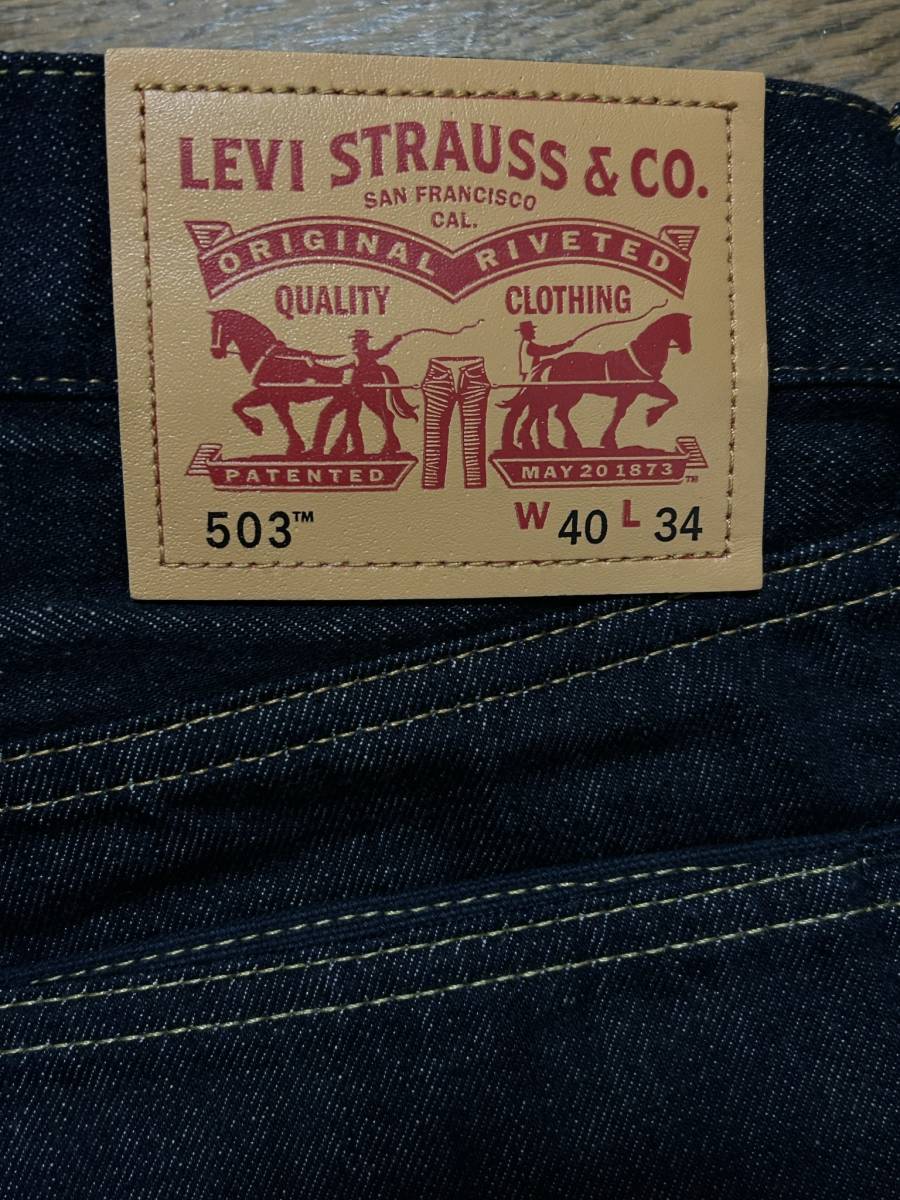 LEVI STRAUSS & CO.
SAN FRANCISCO
CAL.
ORIGINAL RIVETED
QUALITY CLOTHING
PATENTED MAY 20 1873 ™
503™ W 40 L 34